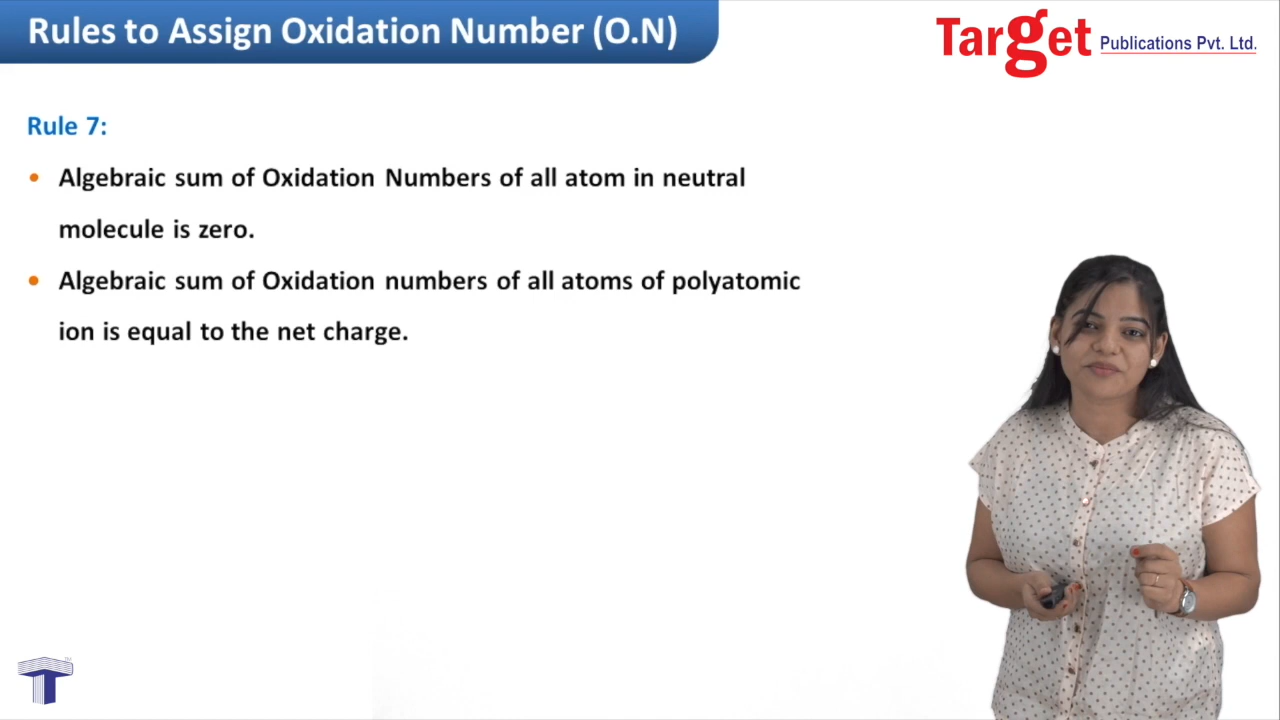 Rules to Assign Oxidation Number (O.N)
Target Publications Pvt. Ltd.
Rule 7:
• Algebraic sum of Oxidation Numbers of all atom in neutral
molecule is zero.
• Algebraic sum of Oxidation numbers of all atoms of polyatomic
ion is equal to the net charge.